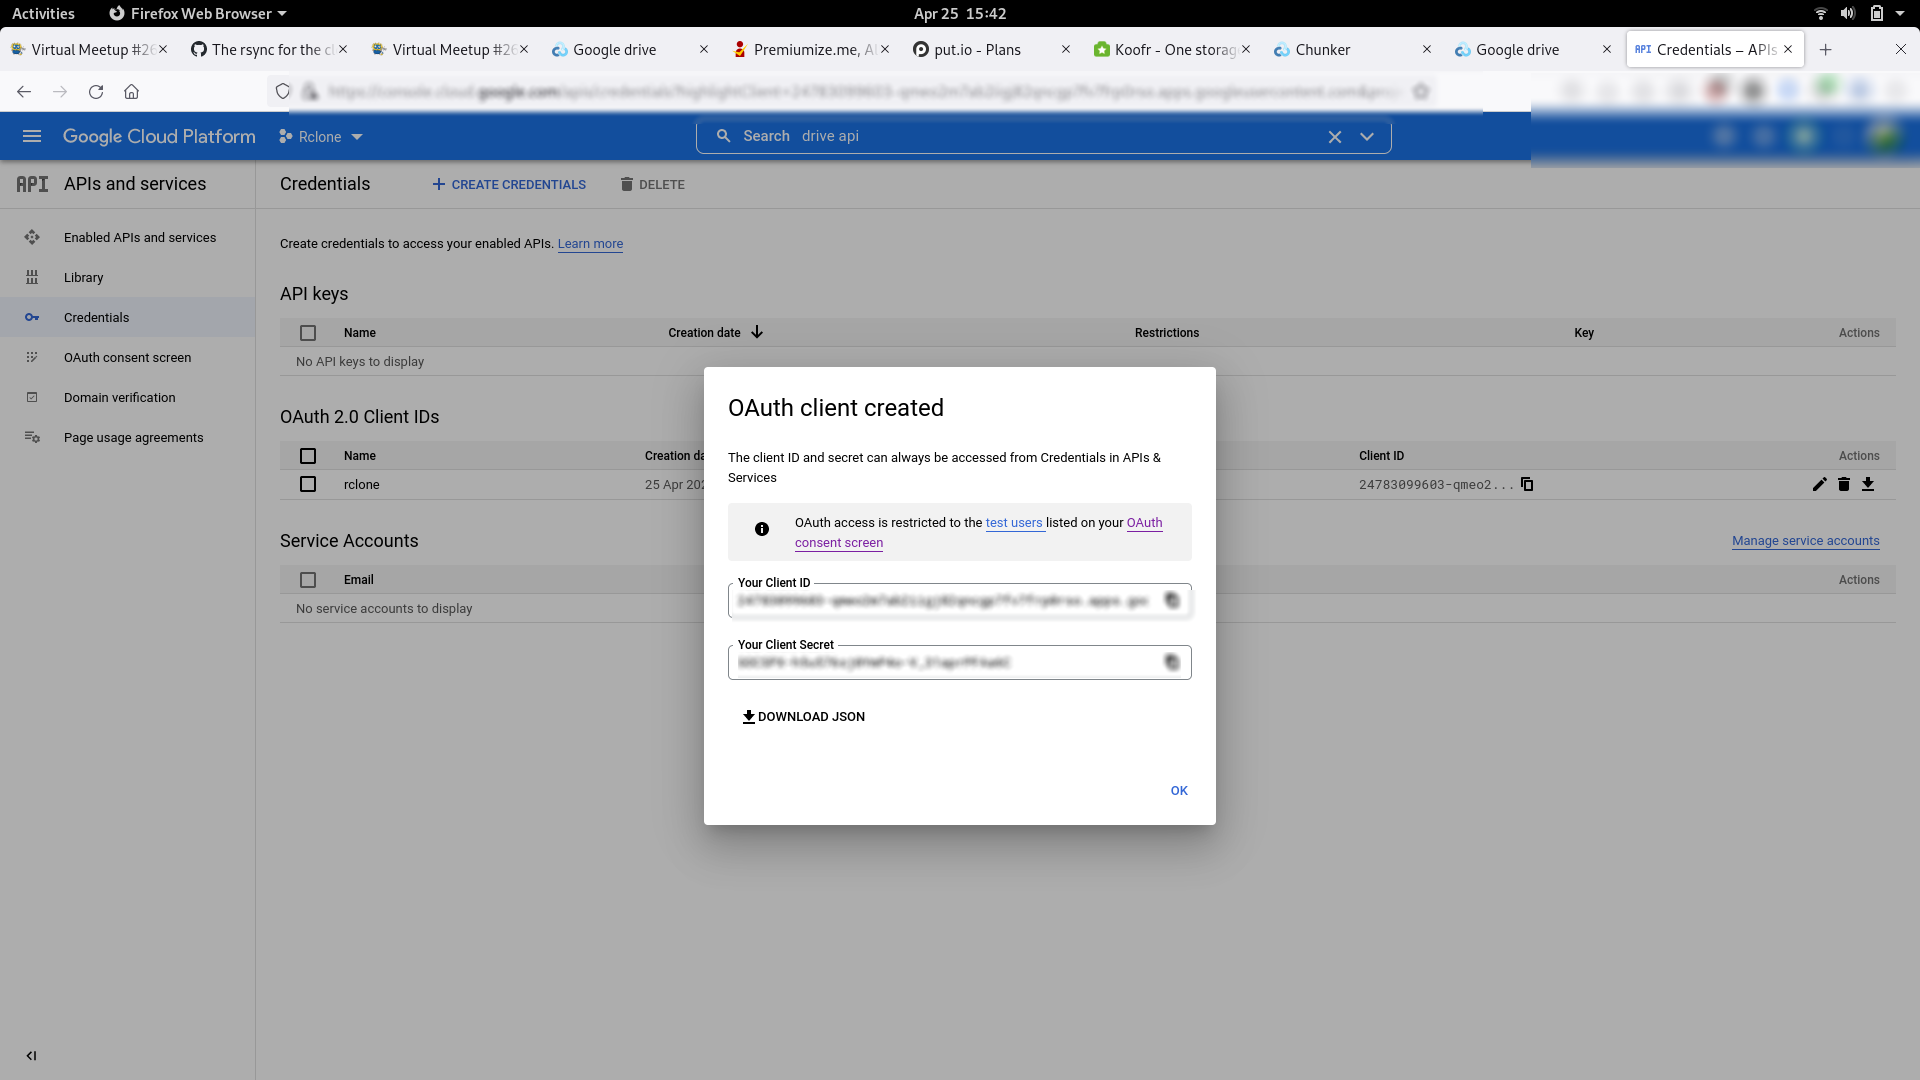 Activities Firefox Web Browser Apr 25 15:42
Virtual Meetup #26 The rsync for the cl Virtual Meetup #26 Google drive Premiumize.me, Al put.io - Plans Koofr - One storag Chunker Google drive API Credentials – APIs
Google Cloud Platform Rclone Search drive api
API APIs and services Credentials CREATE CREDENTIALS DELETE
Enabled APIs and services
Library
Credentials
OAuth consent screen
Domain verification
Page usage agreements
Create credentials to access your enabled APIs. Learn more
API keys
Name Creation date Restrictions Key Actions
No API keys to display
OAuth 2.0 Client IDs
Name Creation da Client ID Actions
rclone 25 Apr 202 24783099603-qmeo2...
Service Accounts Manage service accounts
Email Actions
No service accounts to display
OAuth client created
The client ID and secret can always be accessed from Credentials in APIs &
Services
OAuth access is restricted to the test users listed on your OAuth
consent screen
Your Client ID
Your Client Secret
DOWNLOAD JSON
OK